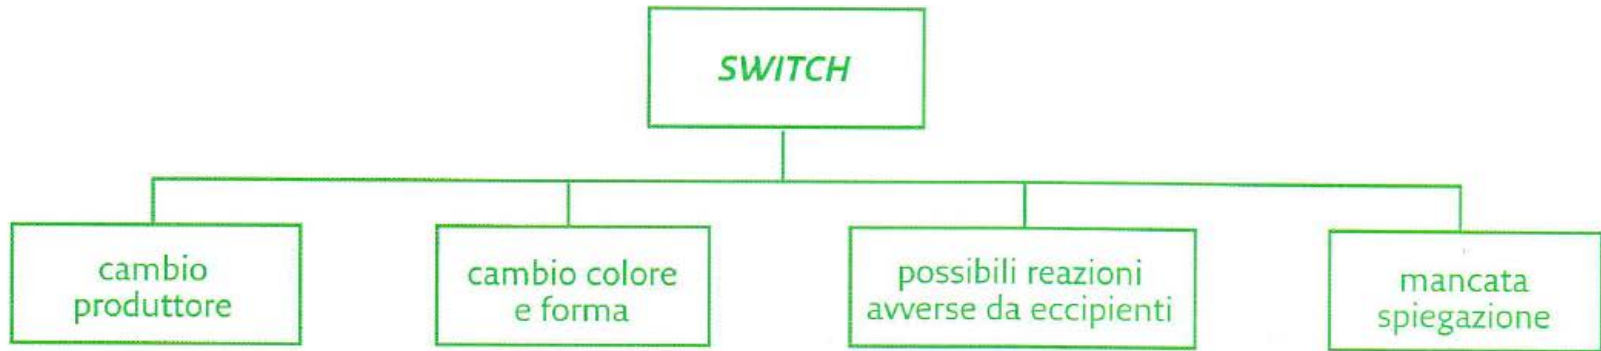 SWITCH
cambio
produttore
cambio colore
e forma
possibili reazioni
avverse da eccipienti
mancata
spiegazione